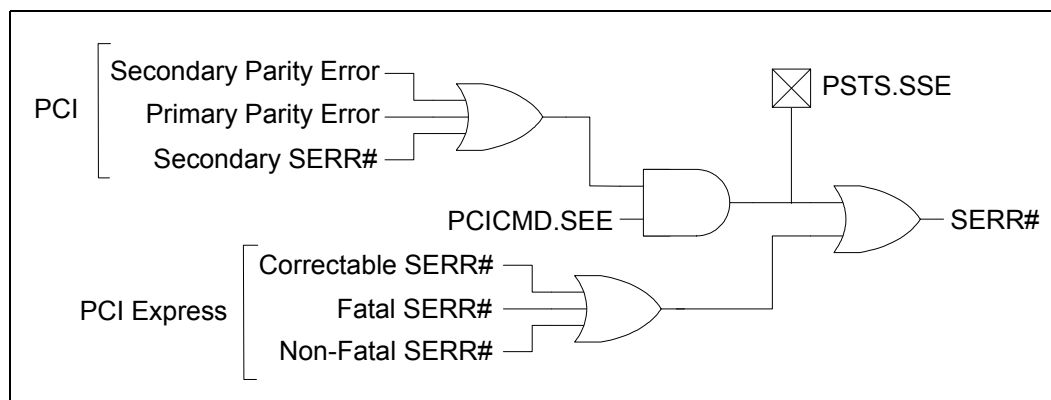 Secondary Parity Error
PCI
Primary Parity Error
Secondary SERR#
PSTS.SSE
PCICMD.SEE
SERR#
Correctable SERR#
PCI Express
Fatal SERR#
Non-Fatal SERR#